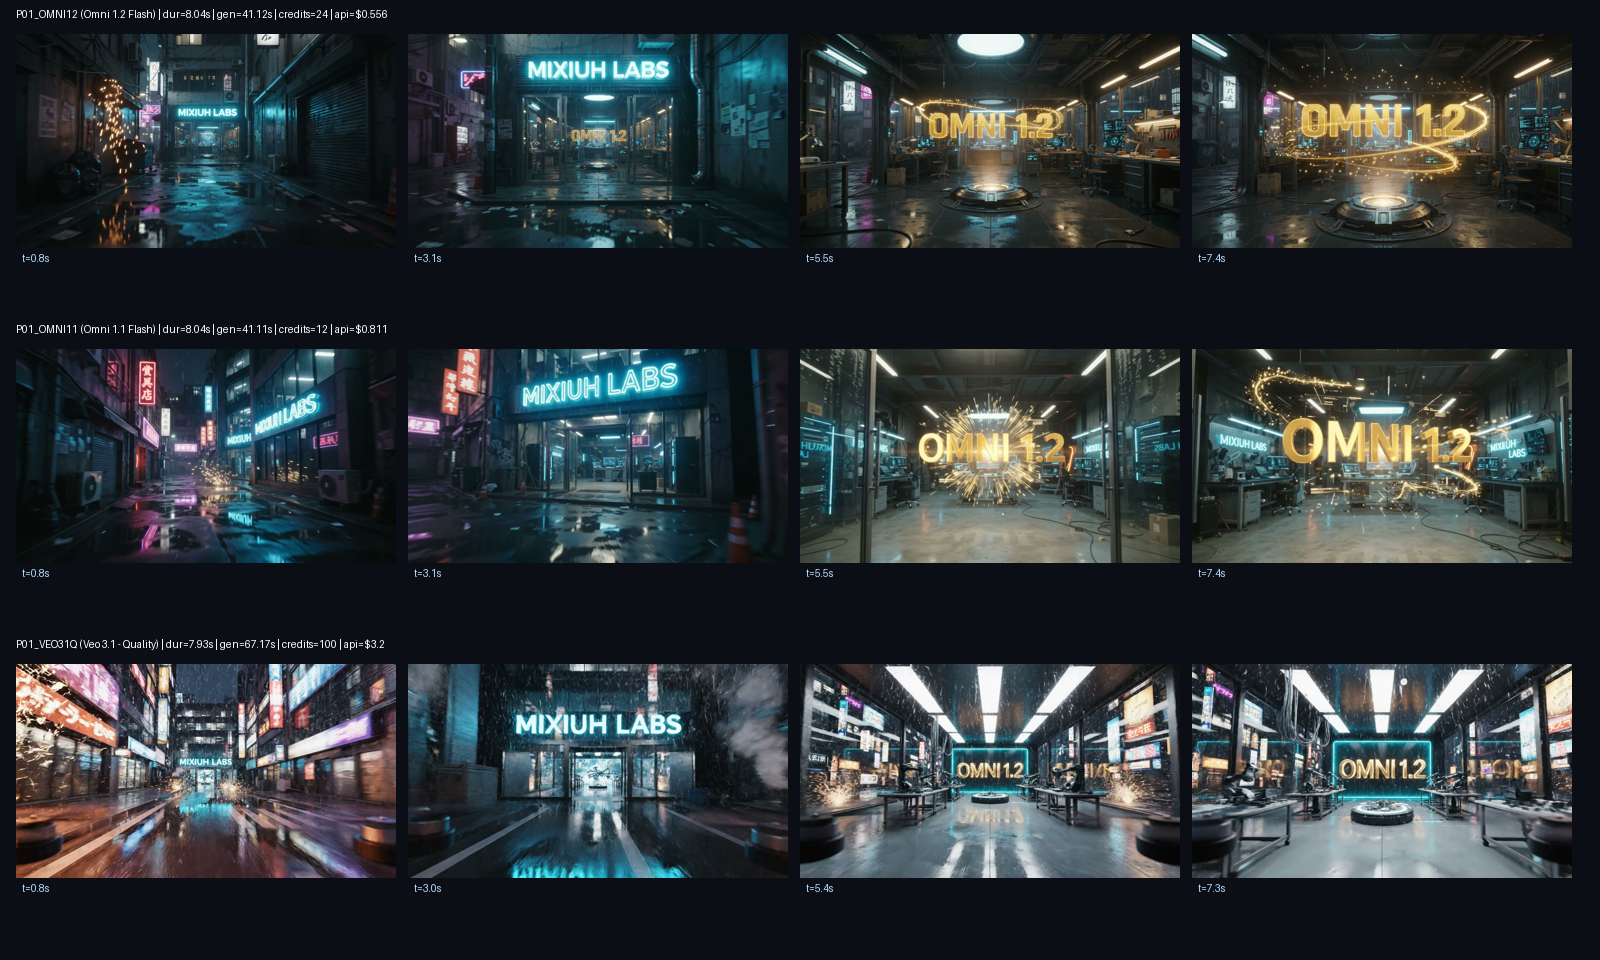 P01_OMNI12 (Omni 1.2 Flash) | dur=8.04s | gen=41.12s | credits=24 | api=$0.556
MIXIUH LABS
MIXIUH LABS
OMNI 1.2
OMNI 1.2
OMNI 1.2
t=0.8s
t=3.1s
t=5.5s
t=7.4s
P01_OMNI11 (Omni 1.1 Flash) | dur=8.04s | gen=41.11s | credits=12 | api=$0.811
MIXIUH LABS
MIXIUH
MIXIUH LABS
OMNI 1.2
MIXIUH LABS
OMNI 1.2
MIXIUH
LABS
t=0.8s
t=3.1s
t=5.5s
t=7.4s
P01_VEO31Q (Veo 3.1 - Quality) | dur=7.93s | gen=67.17s | credits=100 | api=$3.2
MIXIUH LABS
MIXIUH LABS
OMNI 1.2
OMNI 1.2
t=0.8s
t=3.0s
t=5.4s
t=7.3s